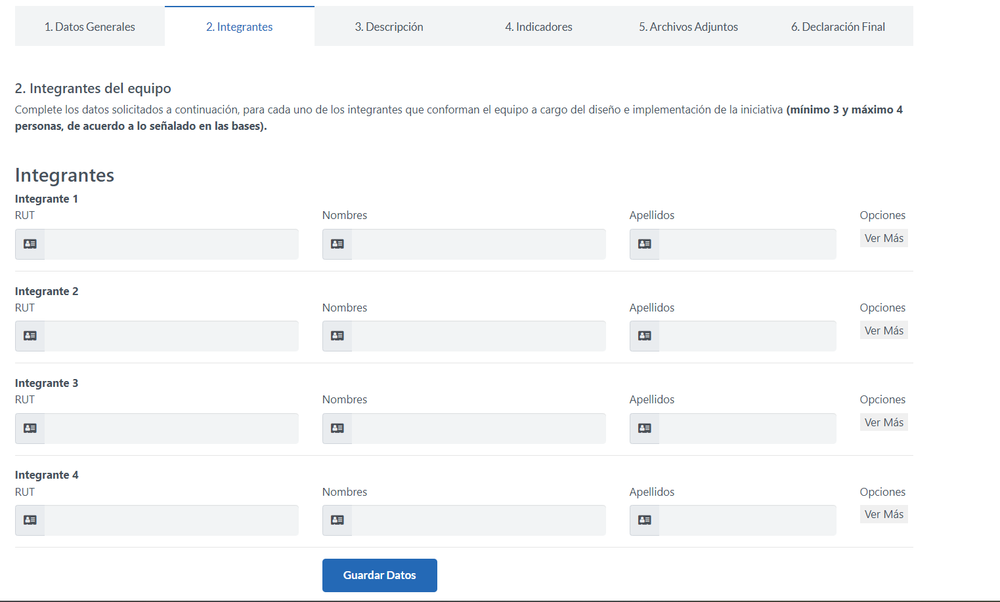 1. Datos Generales
2. Integrantes
3. Descripción
4. Indicadores
5. Archivos Adjuntos
6. Declaración Final
2. Integrantes del equipo
Complete los datos solicitados a continuación, para cada uno de los integrantes que conforman el equipo a cargo del diseño e implementación de la iniciativa (mínimo 3 y máximo 4
personas, de acuerdo a lo señalado en las bases).
Integrantes
Integrante 1
RUT
Nombres
Apellidos
Opciones
Ver Más
Integrante 2
RUT
Nombres
Apellidos
Opciones
Ver Más
Integrante 3
RUT
Nombres
Apellidos
Opciones
Ver Más
Integrante 4
RUT
Nombres
Apellidos
Opciones
Ver Más
Guardar Datos